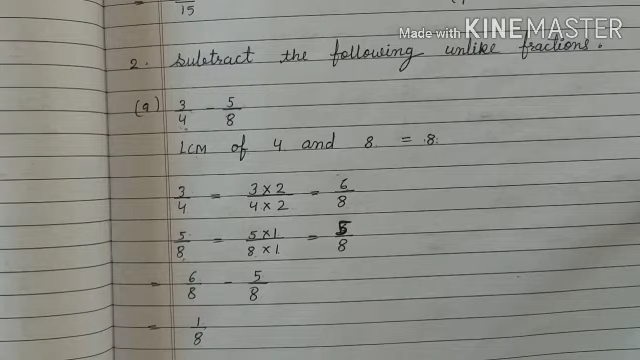 15
Made with KINEMASTER
2. Subtract the following unlike fractions.
(a) 3/4 - 5/8
LCM of 4 and 8 = 8
3/4 = 3×2/4×2 = 6/8
5/8 = 5×1/8×1 = 5/8
= 6/8 - 5/8
= 1/8